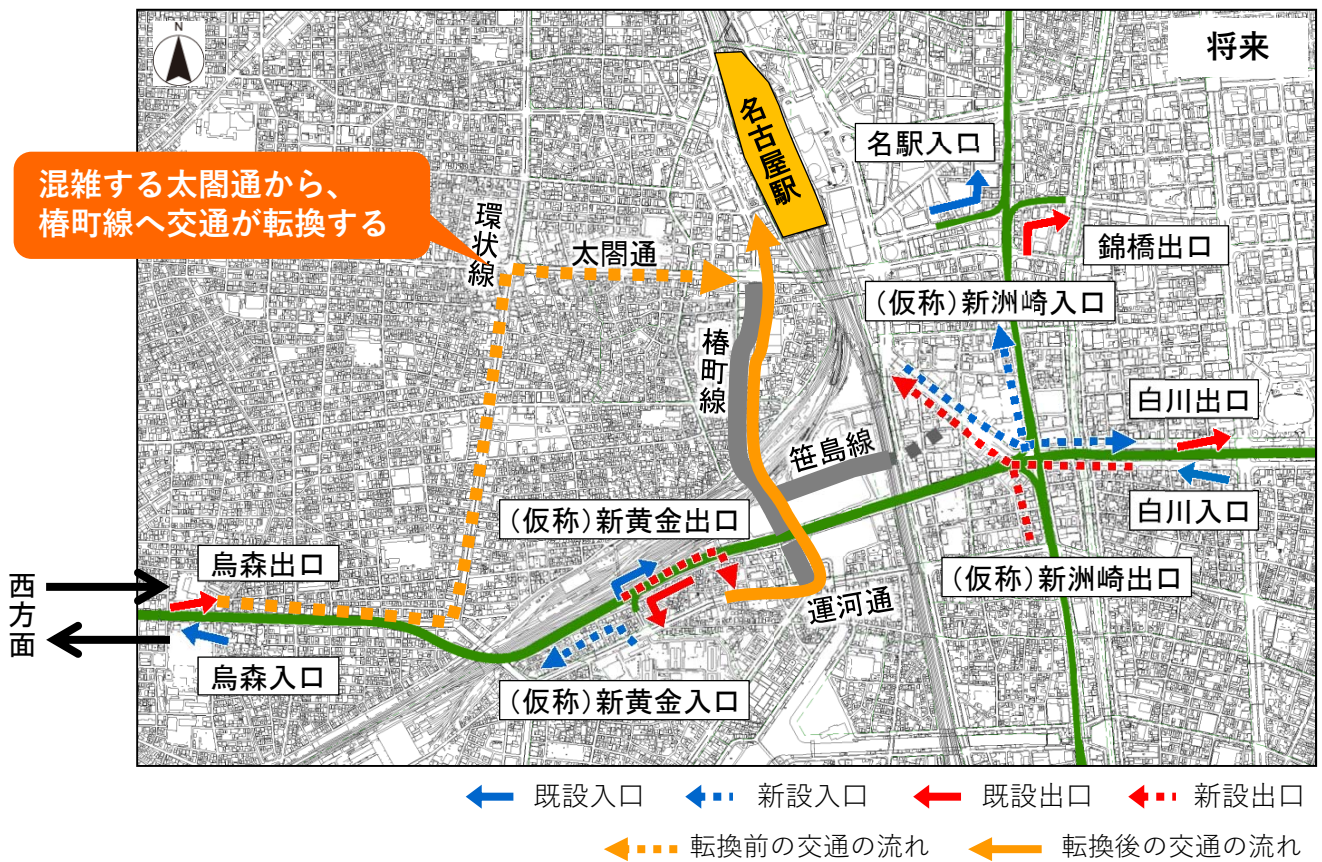 N
将来
名古屋駅
名駅入口
混雑する太閤通から、
椿町線へ交通が転換する
環状線
太閤通
錦橋出口
(仮称)新洲崎入口
椿町線
白川出口
笹島線
(仮称)新黄金出口
白川入口
烏森出口
(仮称)新洲崎出口
西方面
運河通
烏森入口
(仮称)新黄金入口
既設入口
新設入口
既設出口
新設出口
転換前の交通の流れ
転換後の交通の流れ